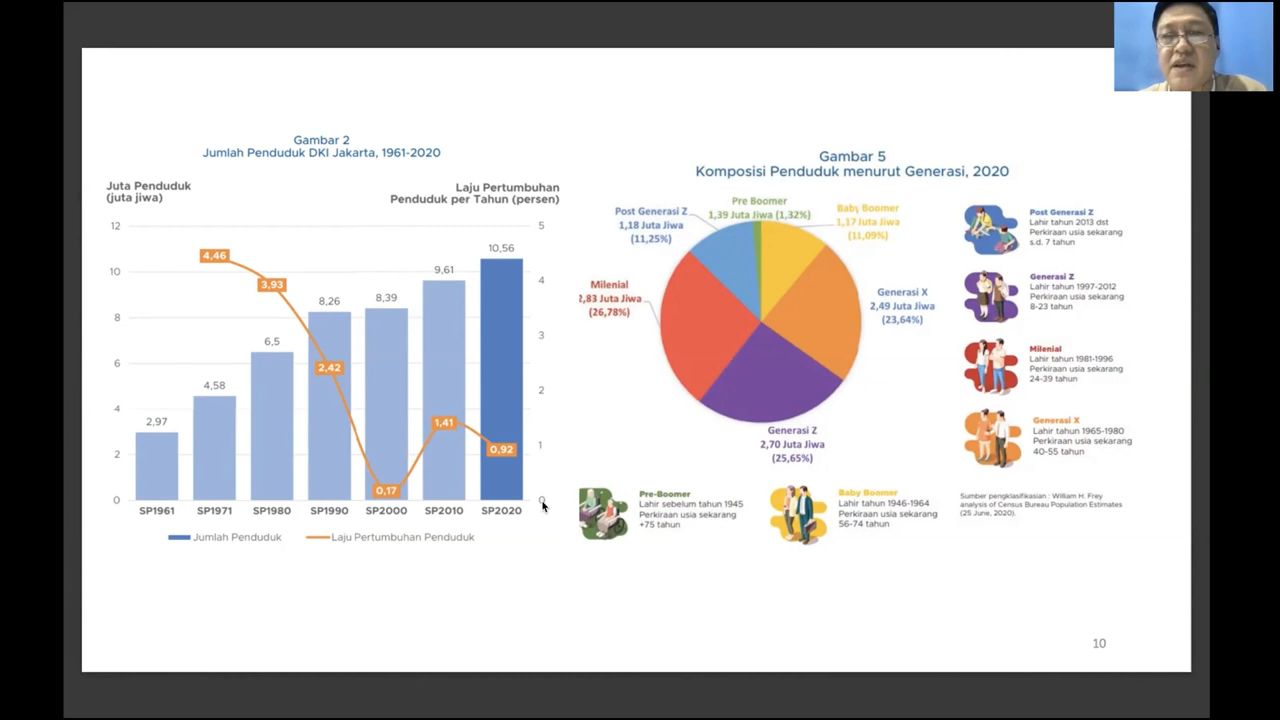 Gambar 2
Jumlah Penduduk DKI Jakarta, 1961-2020
Juta Penduduk
(juta jiwa)
Laju Pertumbuhan
Penduduk per Tahun (persen)
12
10
8
6
4
2
0
5
4
3
2
1
0
2,97
4,58
6,5
8,26
8,39
9,61
10,56
4,46
3,93
2,42
0,17
1,41
0,92
SP1961 SP1971 SP1980 SP1990 SP2000 SP2010 SP2020
Jumlah Penduduk
Laju Pertumbuhan Penduduk
Gambar 5
Komposisi Penduduk menurut Generasi, 2020
Pre Boomer
1,39 Juta Jiwa (1,32%)
Baby Boomer
1,17 Juta Jiwa
(11,09%)
Post Generasi Z
1,18 Juta Jiwa
(11,25%)
Milenial
2,83 Juta Jiwa
(26,78%)
Generasi X
2,49 Juta Jiwa
(23,64%)
Generasi Z
2,70 Juta Jiwa
(25,65%)
Post Generasi Z
Lahir tahun 2013 dst
Perkiraan usia sekarang
s.d. 7 tahun
Generasi Z
Lahir tahun 1997-2012
Perkiraan usia sekarang
8-23 tahun
Milenial
Lahir tahun 1981-1996
Perkiraan usia sekarang
24-39 tahun
Generasi X
Lahir tahun 1965-1980
Perkiraan usia sekarang
40-55 tahun
Pre-Boomer
Lahir sebelum tahun 1945
Perkiraan usia sekarang
+75 tahun
Baby Boomer
Lahir tahun 1946-1964
Perkiraan usia sekarang
56-74 tahun
Sumber pengklasifikasian : William H. Frey
analysis of Census Bureau Population Estimates
(25 June, 2020).
10